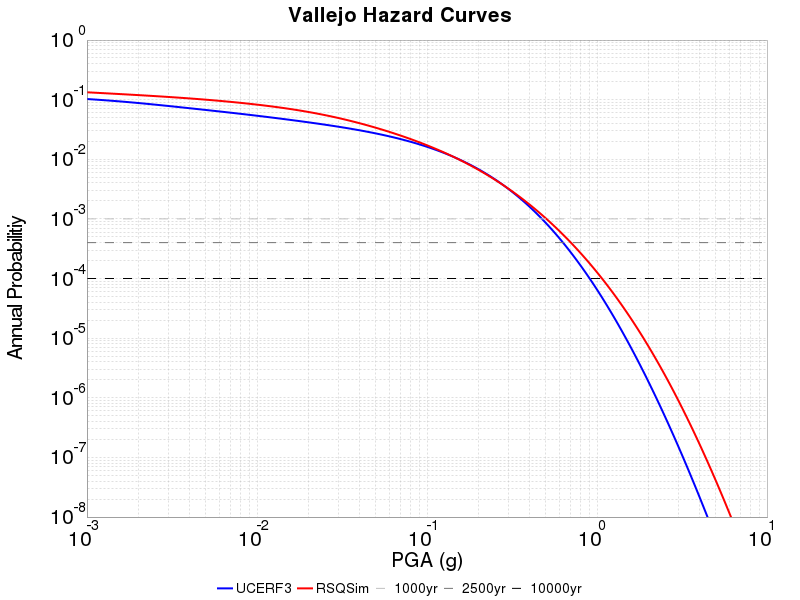 Vallejo Hazard Curves
Annual Probability
10^0
10^-1
10^-2
10^-3
10^-4
10^-5
10^-6
10^-7
10^-8
10^-3 10^-2 10^-1 10^0 10^1
PGA (g)
UCERF3 RSQSim 1000yr 2500yr 10000yr